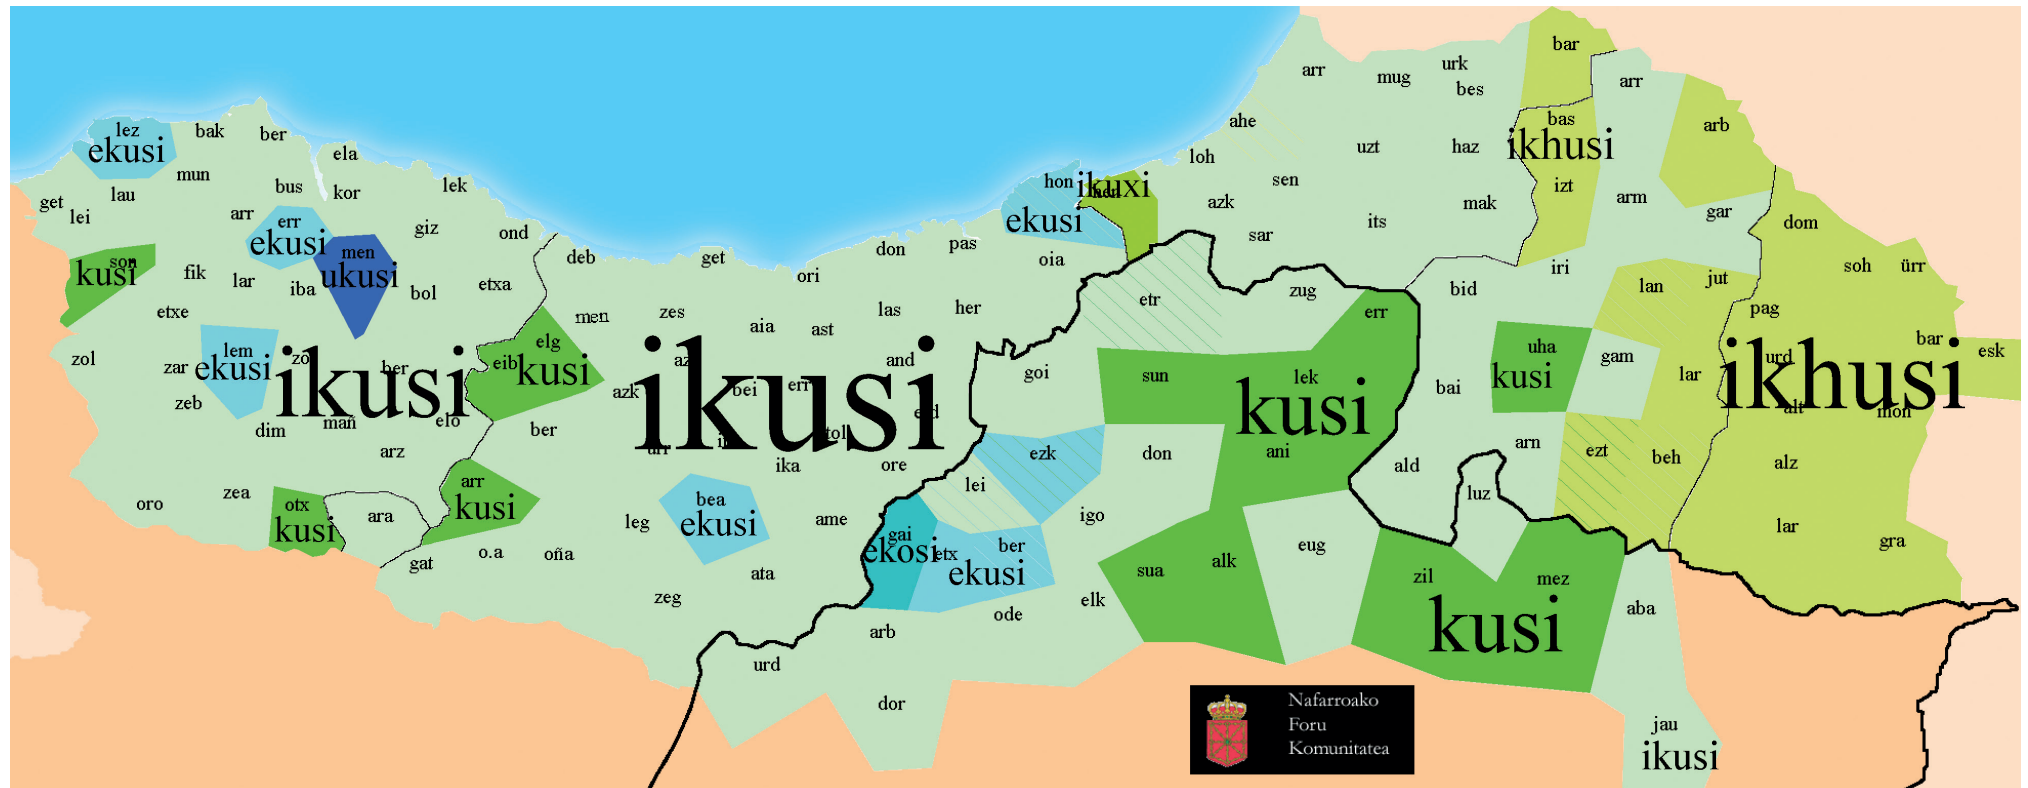 bar
urk
arr
mug
arr
bes
lez
bak
ber
ahe
bas
arb
ekusi
ela
loh
uzt
haz
ikhusi
mun
bus
kor
lek
hon
ikuxi
sen
izt
get
lau
lei
arr
err
giz
ond
ekusi
azk
its
mak
arm
gar
dom
ekusi
men
deb
get
don
pas
oia
sar
son
kusi
fik
lar
iba
ukusi
bol
etxa
ori
etr
zug
iri
bid
lan
jut
soh
ürr
etxe
men
zes
aia
ast
las
her
err
pag
zol
zar
lem
ekusi
ikusi
ber
eib
elg
kusi
azk
bei
ikusi
and
goi
sun
lek
kusi
bai
uha
kusi
gam
lar
urd
ikhusi
bar
esk
zeb
dim
mañ
elo
arz
ber
ika
tol
ore
ezk
don
ani
ald
arn
ezt
beh
alt
mon
alz
oro
zea
otx
kusi
ara
arr
kusi
leg
bea
ekusi
ame
lei
igo
luz
lar
gat
o.a
oña
ata
zeg
gai
ekosi
etx
ber
ekusi
sua
alk
eug
zil
mez
kusi
gra
elk
ode
aba
arb
urd
dor
Nafarroako
Foru
Komunitatea
jau
ikusi